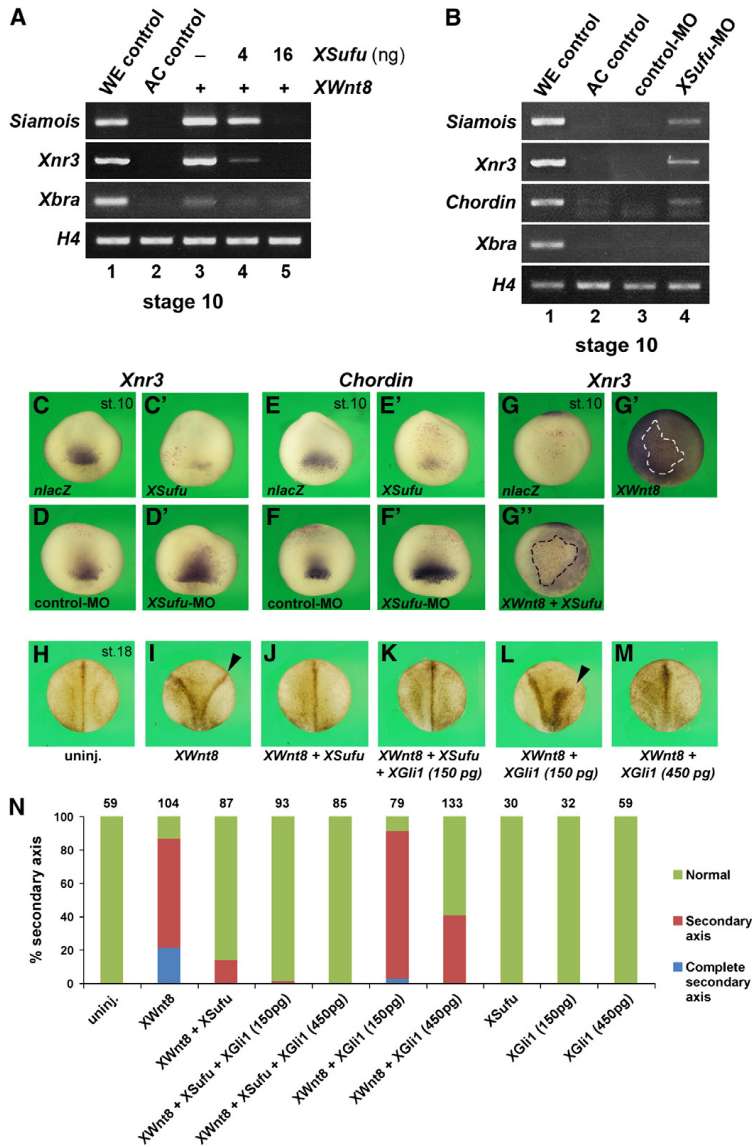 A
WE control
AC control
– 4 16 XSufu (ng)
+ + + XWnt8
Siamois
Xnr3
Xbra
H4
1 2 3 4 5
stage 10
B
WE control
AC control
control-MO
XSufu-MO
Siamois
Xnr3
Chordin
Xbra
H4
1 2 3 4
stage 10
Xnr3 Chordin Xnr3
C st.10 C' E st.10 E' G st.10 G'
nlacZ XSufu nlacZ XSufu nlacZ XWnt8
D D' F F' G''
control-MO XSufu-MO control-MO XSufu-MO XWnt8 + XSufu
H st.18 I J K L M
uninj. XWnt8 XWnt8 + XSufu XWnt8 + XSufu XWnt8 + XWnt8 +
+ XGli1 (150 pg) XGli1 (150 pg) XGli1 (450 pg)
N
59 104 87 93 85 79 133 30 32 59
100
80
60
40
20
0
% secondary axis
Normal
Secondary
axis
Complete
secondary
axis
uninj.
XWnt8
XWnt8 + XSufu
XWnt8 + XSufu + XGli1 (150pg)
XWnt8 + XSufu + XGli1 (450pg)
XWnt8 + XGli1 (150pg)
XWnt8 + XGli1 (450pg)
XSufu
XGli1 (150pg)
XGli1 (450pg)